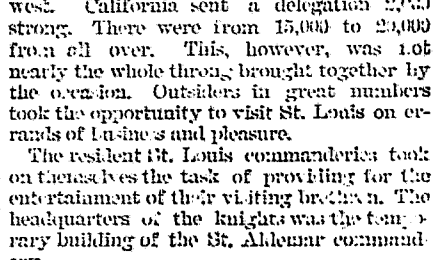 west. California sent a delegation
strong. There were from 15,000 to 20,000
from all over. This, however, was not
nearly the whole throng brought together by
the occasion. Outsiders in great numbers
took the opportunity to visit St. Louis on er-
rands of business and pleasure.
The resident St. Louis commanderies took
on themselves the task of providing for the
entertainment of their visiting brethren. The
headquarters of the knights was the tempo-
rary building of the St. Aldemar command-